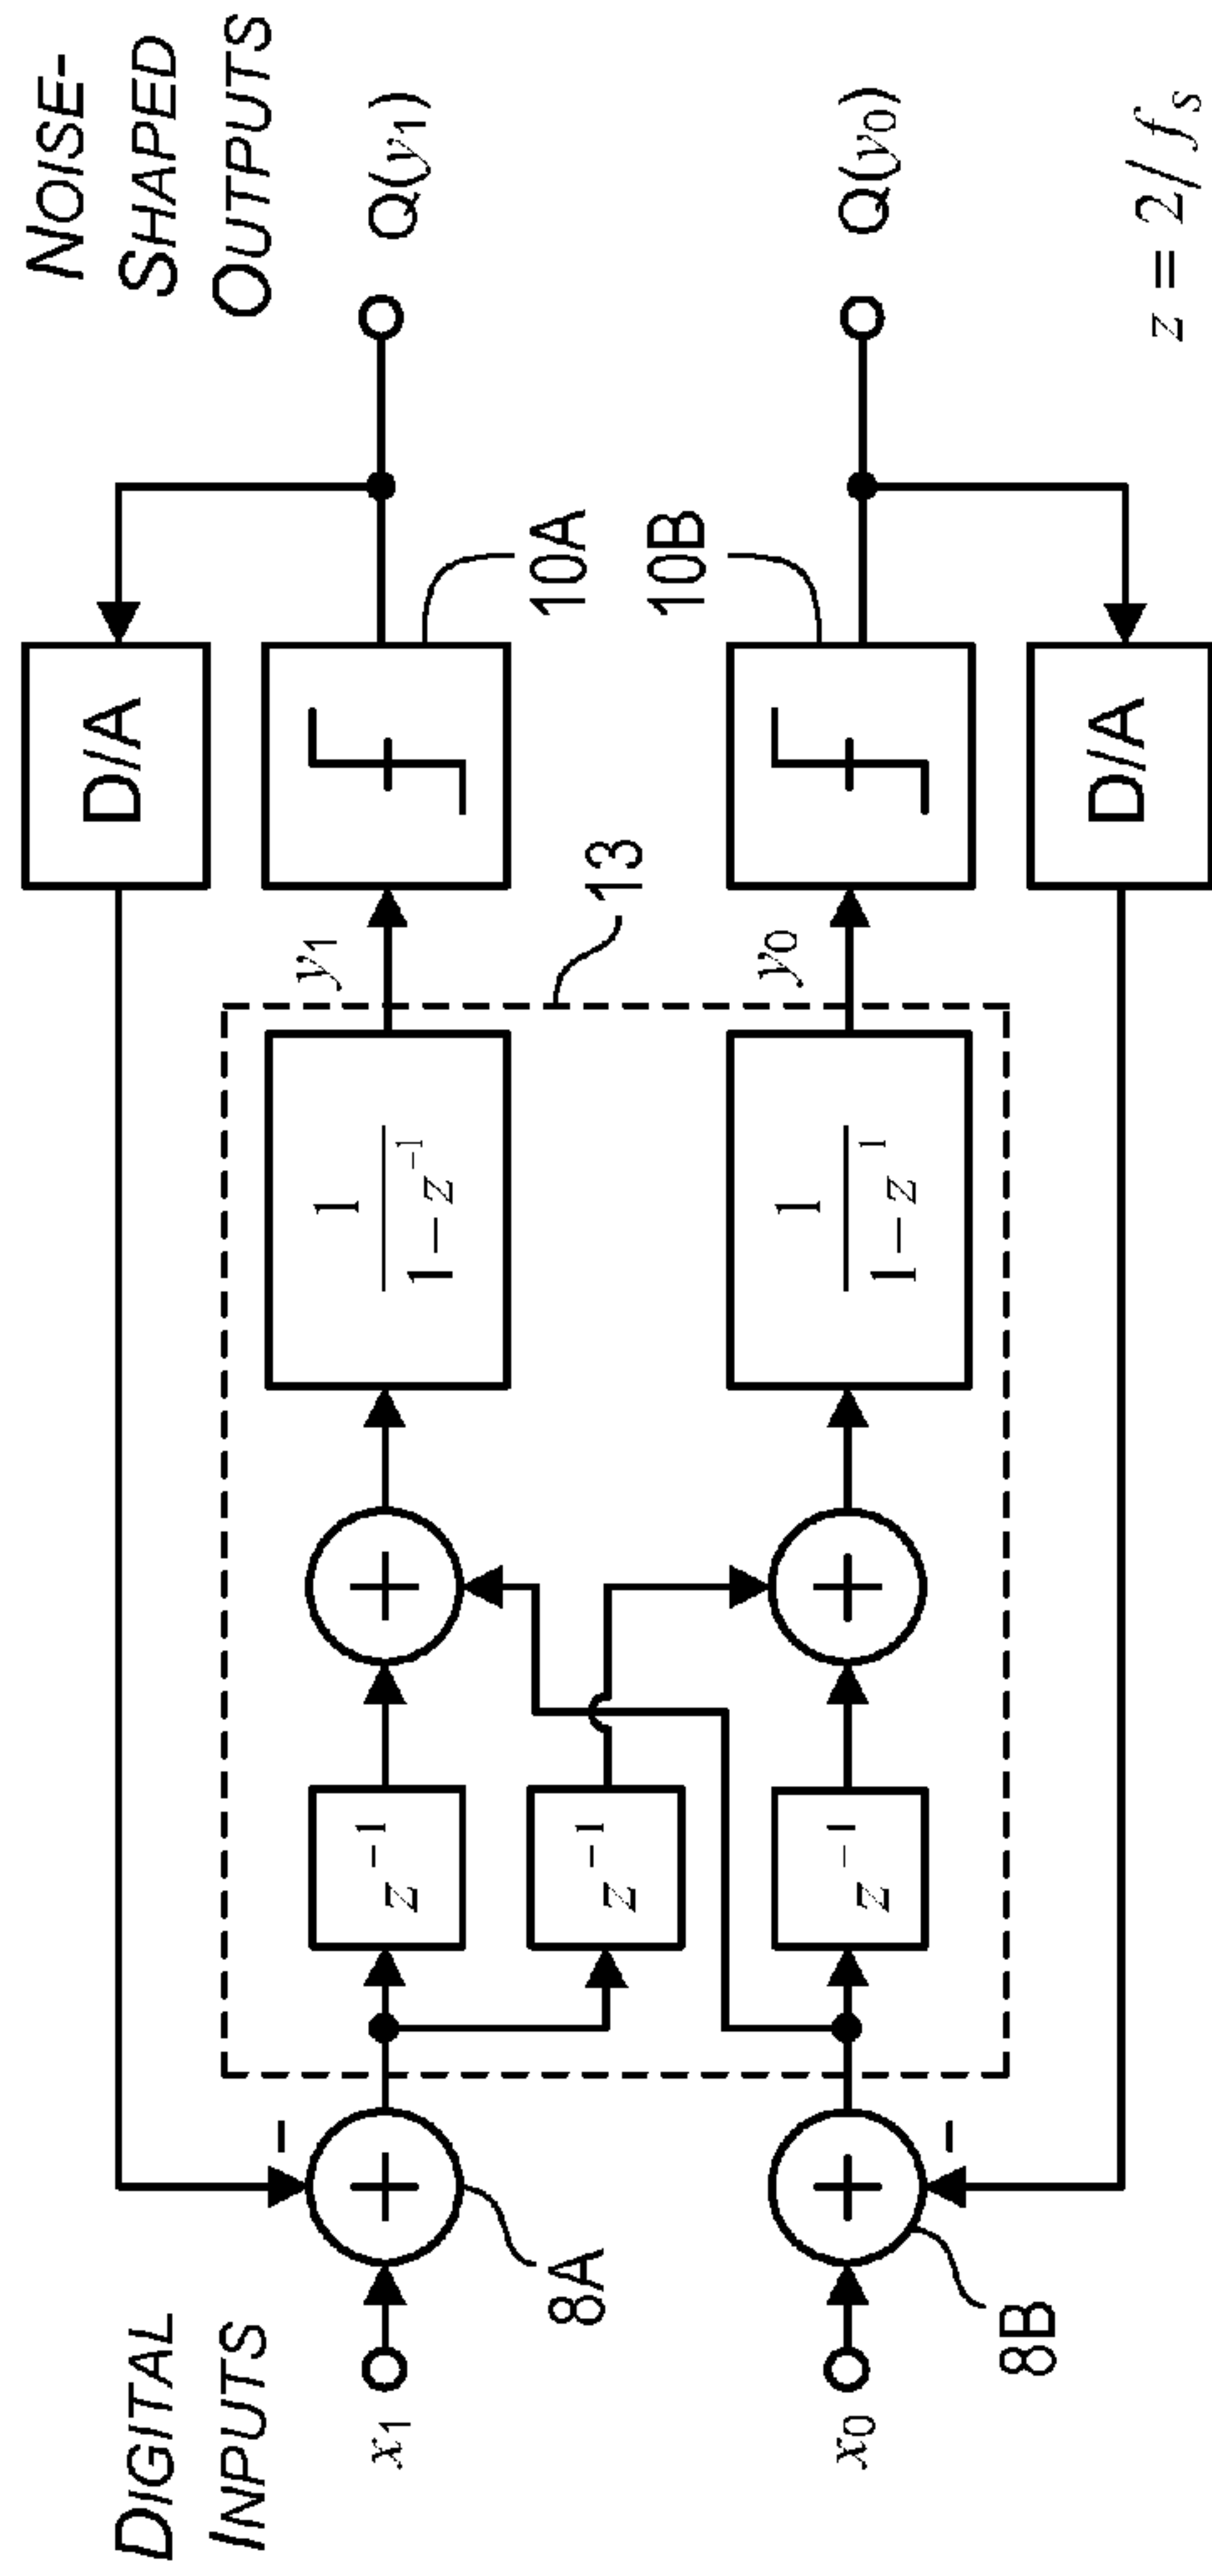 DIGITAL
INPUTS
NOISE-
SHAPED
OUTPUTS
D/A
x1
8A
z⁻¹
z⁻¹
1
1− z⁻¹
y1
10A
Q(y1)
13
x0
8B
z⁻¹
1
1− z ¹
y0
10B
Q(y0)
D/A
z = 2/ fs